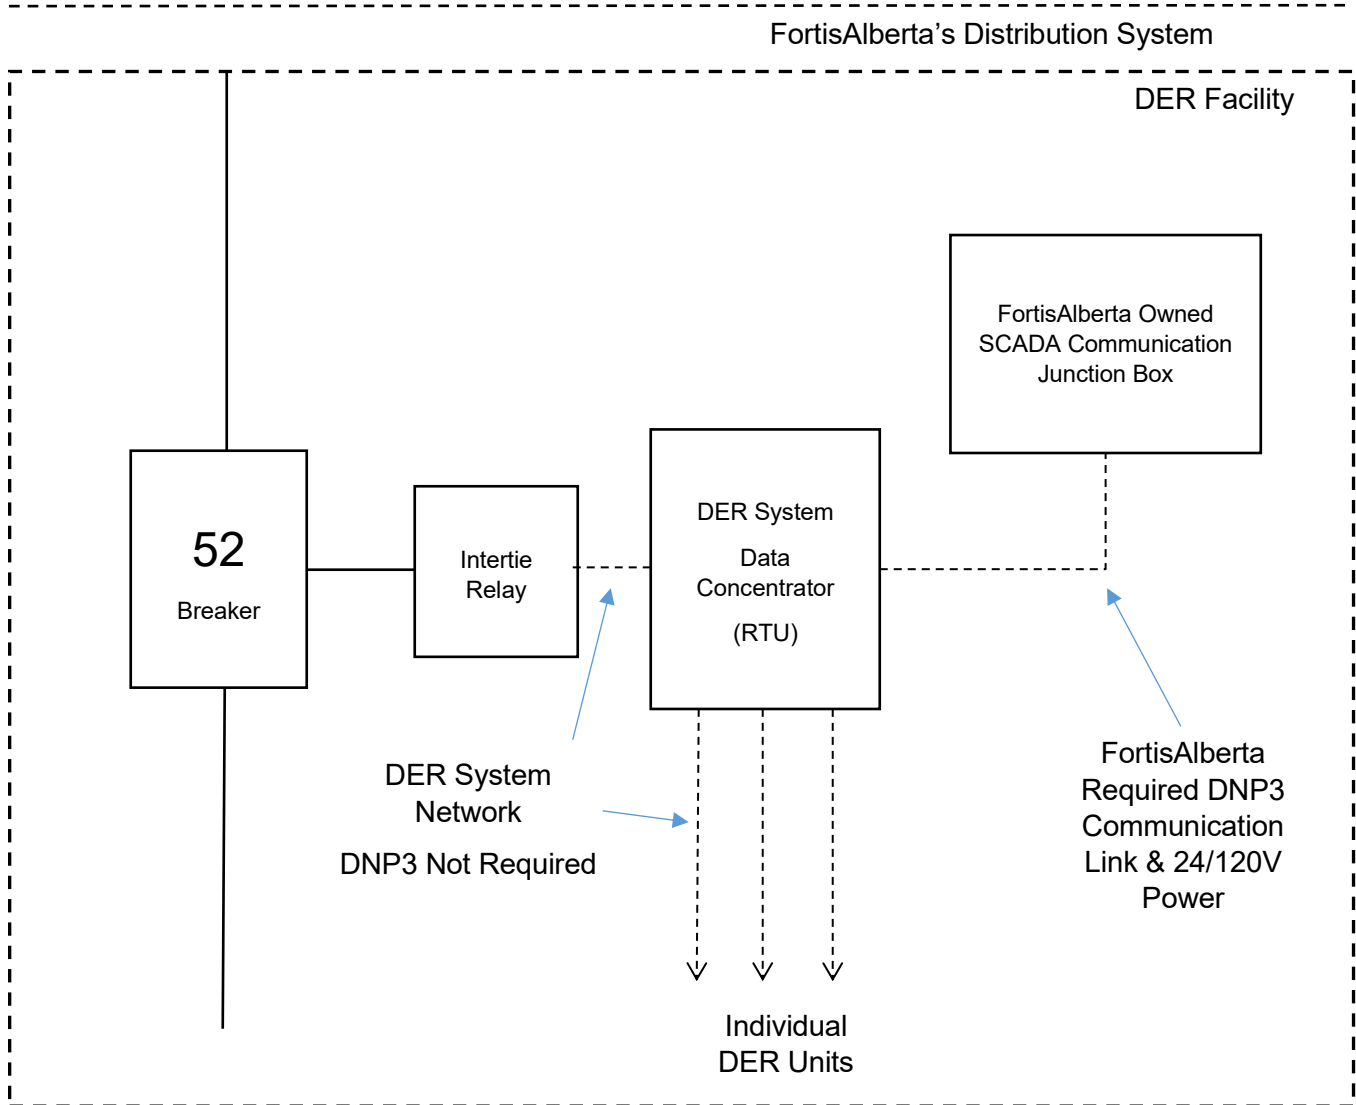 FortisAlberta’s Distribution System
DER Facility
FortisAlberta Owned
SCADA Communication
Junction Box
52
Breaker
Intertie
Relay
DER System
Data
Concentrator
(RTU)
DER System
Network
DNP3 Not Required
FortisAlberta
Required DNP3
Communication
Link & 24/120V
Power
Individual
DER Units